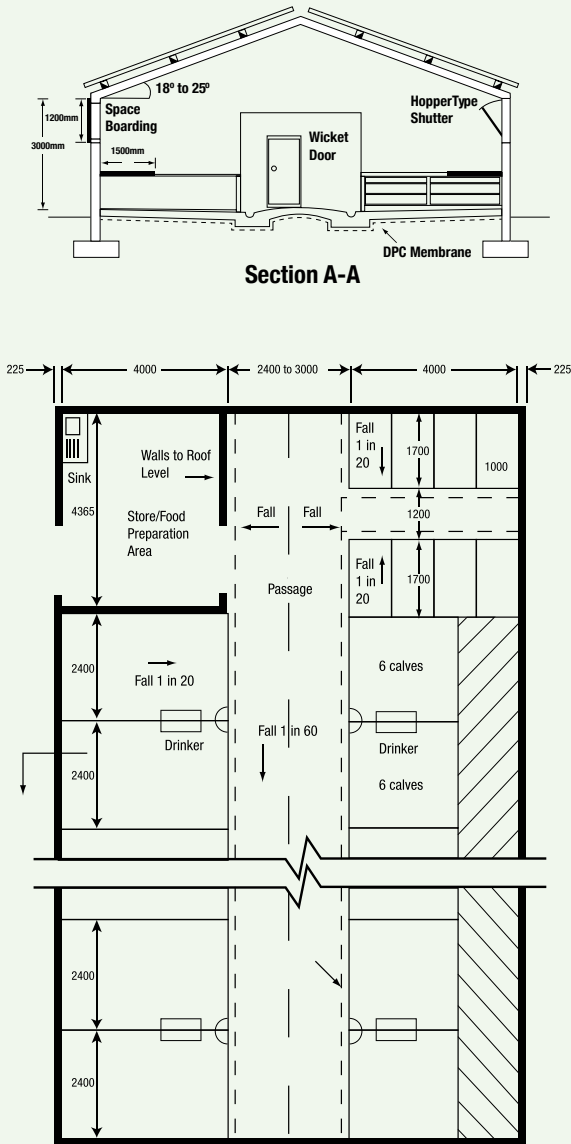 18º to 25º
1200mm
3000mm
Space
Boarding
1500mm
Wicket
Door
HopperType
Shutter
DPC Membrane
Section A-A
225
4000
2400 to 3000
4000
225
Sink
4365
Walls to Roof
Level
Store/Food
Preparation
Area
Fall
Fall
Passage
Fall
1 in
20
1700
1000
1200
Fall
1 in
20
1700
2400
Fall 1 in 20
6 calves
Drinker
Fall 1 in 60
Drinker
2400
6 calves
2400
2400